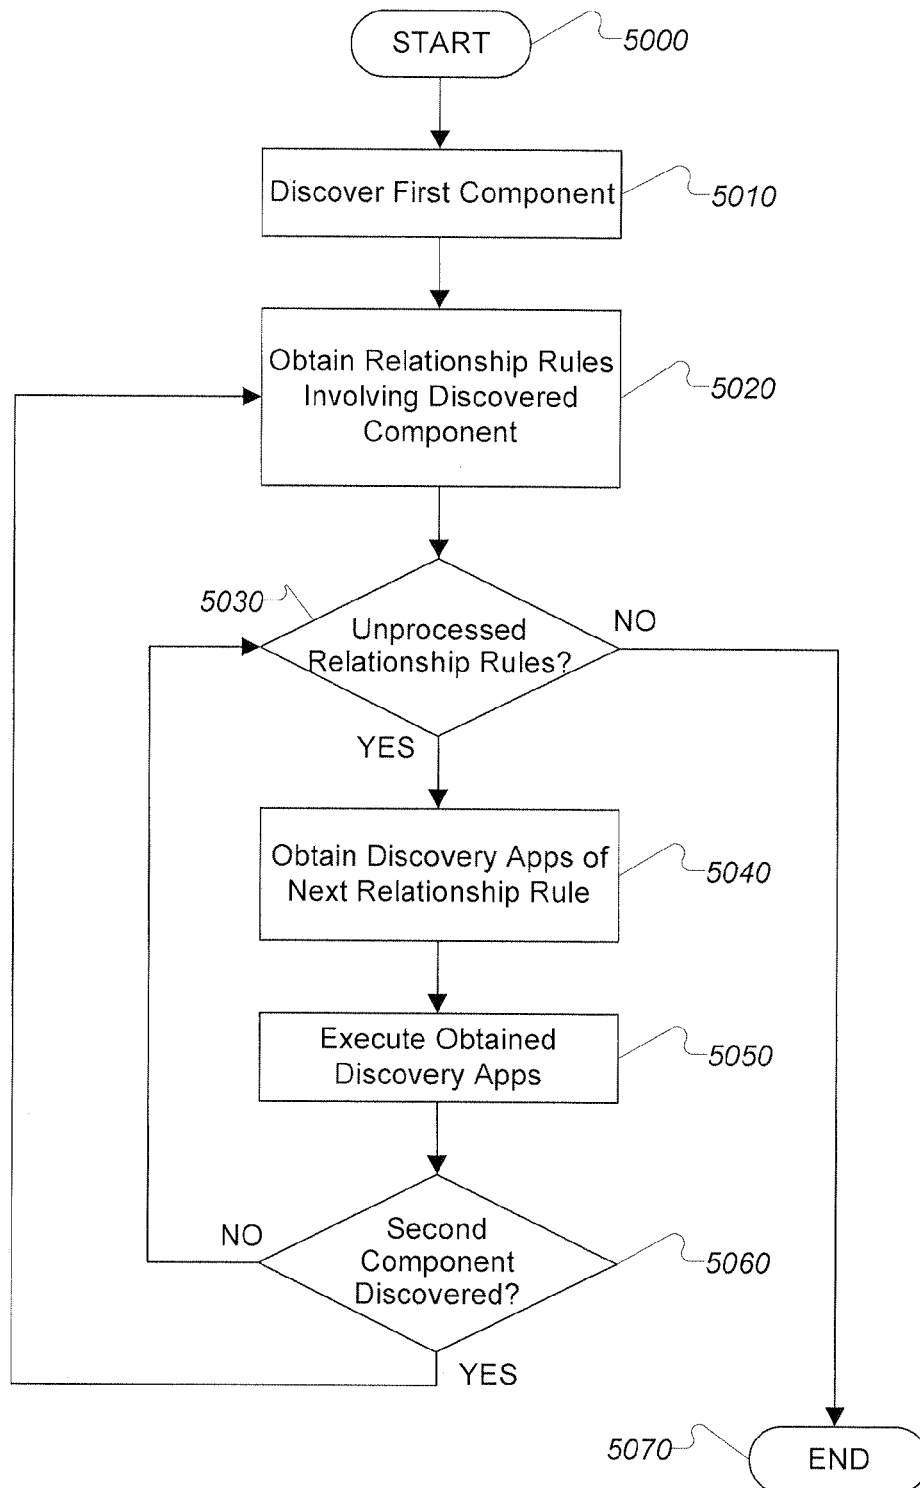 START
5000
Discover First Component
5010
Obtain Relationship Rules
Involving Discovered
Component
5020
5030
Unprocessed
Relationship Rules?
NO
YES
Obtain Discovery Apps of
Next Relationship Rule
5040
Execute Obtained
Discovery Apps
5050
NO
Second
Component
Discovered?
5060
YES
5070
END